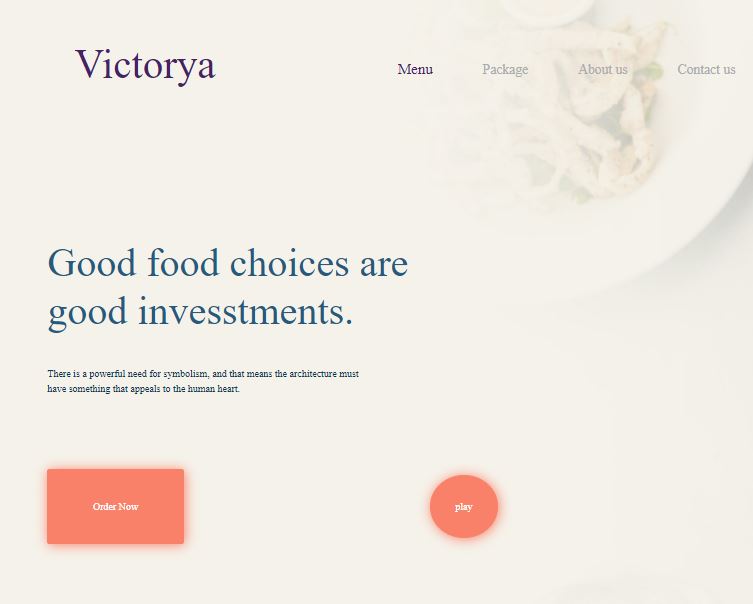 Victorya
Menu Package About us Contact us
Good food choices are
good invesstments.
There is a powerful need for symbolism, and that means the architecture must
have something that appeals to the human heart.
Order Now play